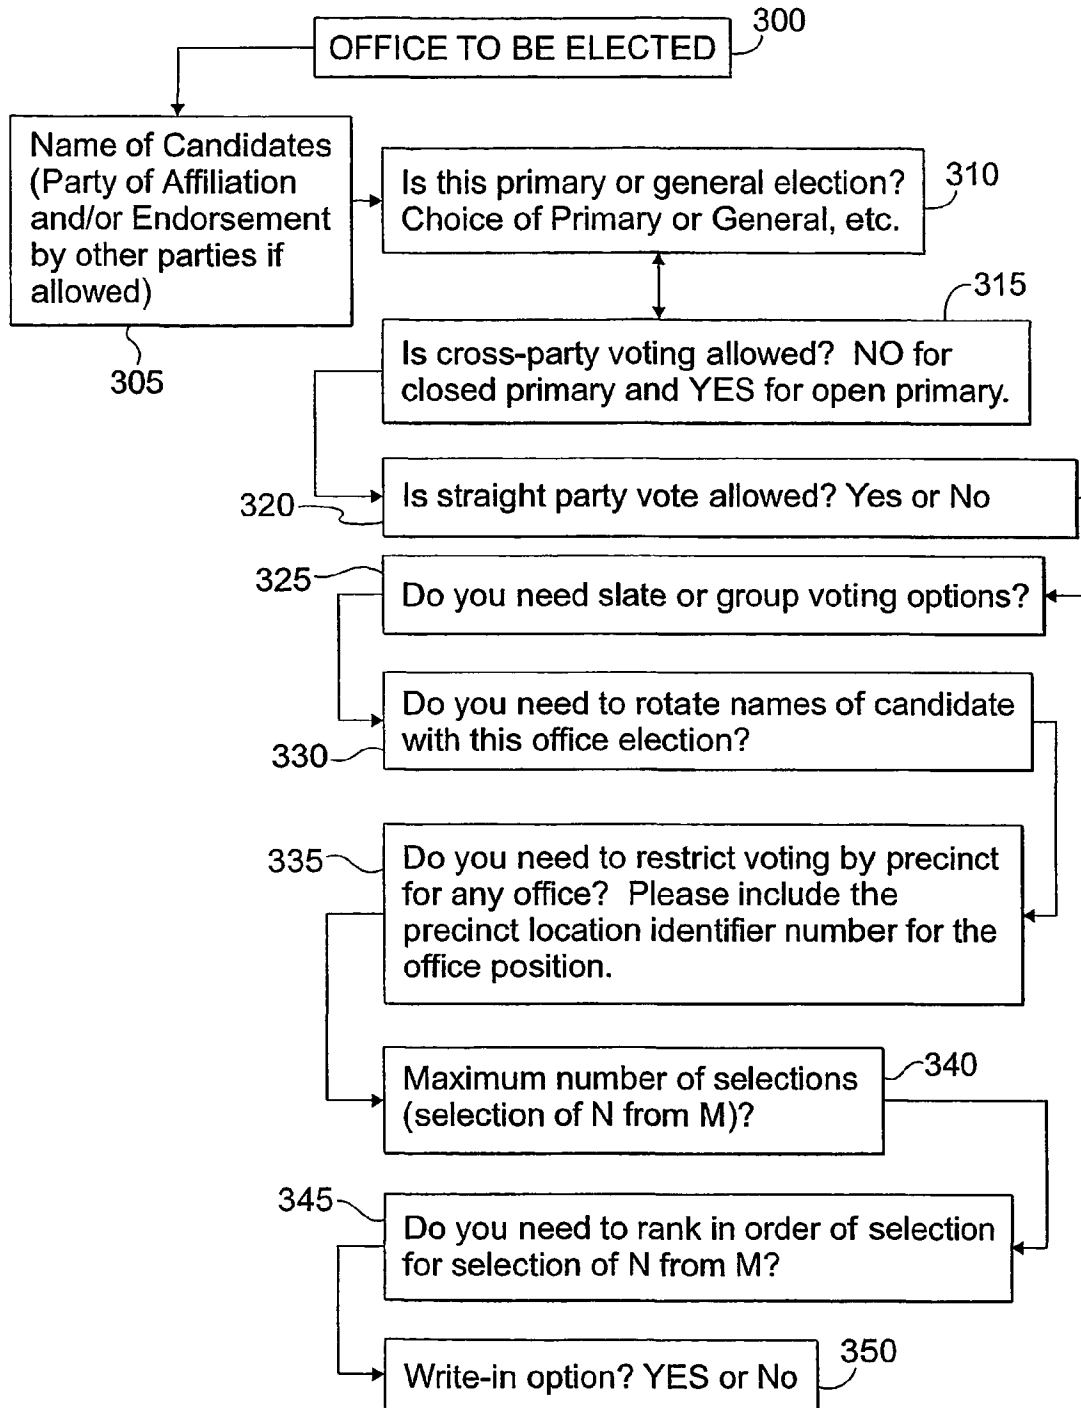 300
OFFICE TO BE ELECTED
Name of Candidates
(Party of Affiliation
and/or Endorsement
by other parties if
allowed)
305
Is this primary or general election?
Choice of Primary or General, etc.
310
315
Is cross-party voting allowed? NO for
closed primary and YES for open primary.
320
Is straight party vote allowed? Yes or No
325
Do you need slate or group voting options?
Do you need to rotate names of candidate
with this office election?
330
335
Do you need to restrict voting by precinct
for any office? Please include the
precinct location identifier number for the
office position.
340
Maximum number of selections
(selection of N from M)?
345
Do you need to rank in order of selection
for selection of N from M?
350
Write-in option? YES or No